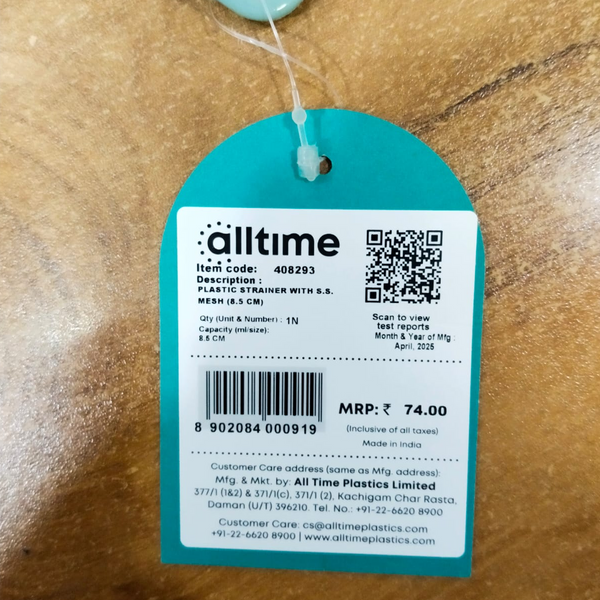 alltime
Item code: 408293
Description :
PLASTIC STRAINER WITH S.S.
MESH (8.5 CM)
Qty (Unit & Number) : 1N
Capacity (ml/size):
8.5 CM
Scan to view
test reports
Month & Year of Mfg :
April, 2025
8 902084 000919
MRP: ₹ 74.00
(Inclusive of all taxes)
Made in India
Customer Care address (same as Mfg. address):
Mfg. & Mkt. by: All Time Plastics Limited
377/1 (1&2) & 371/1(c), 371/1 (2), Kachigam Char Rasta,
Daman (U/T) 396210. Tel. No.: +91-22-6620 8900
Customer Care: cs@alltimeplastics.com
+91-22-6620 8900 | www.alltimeplastics.com